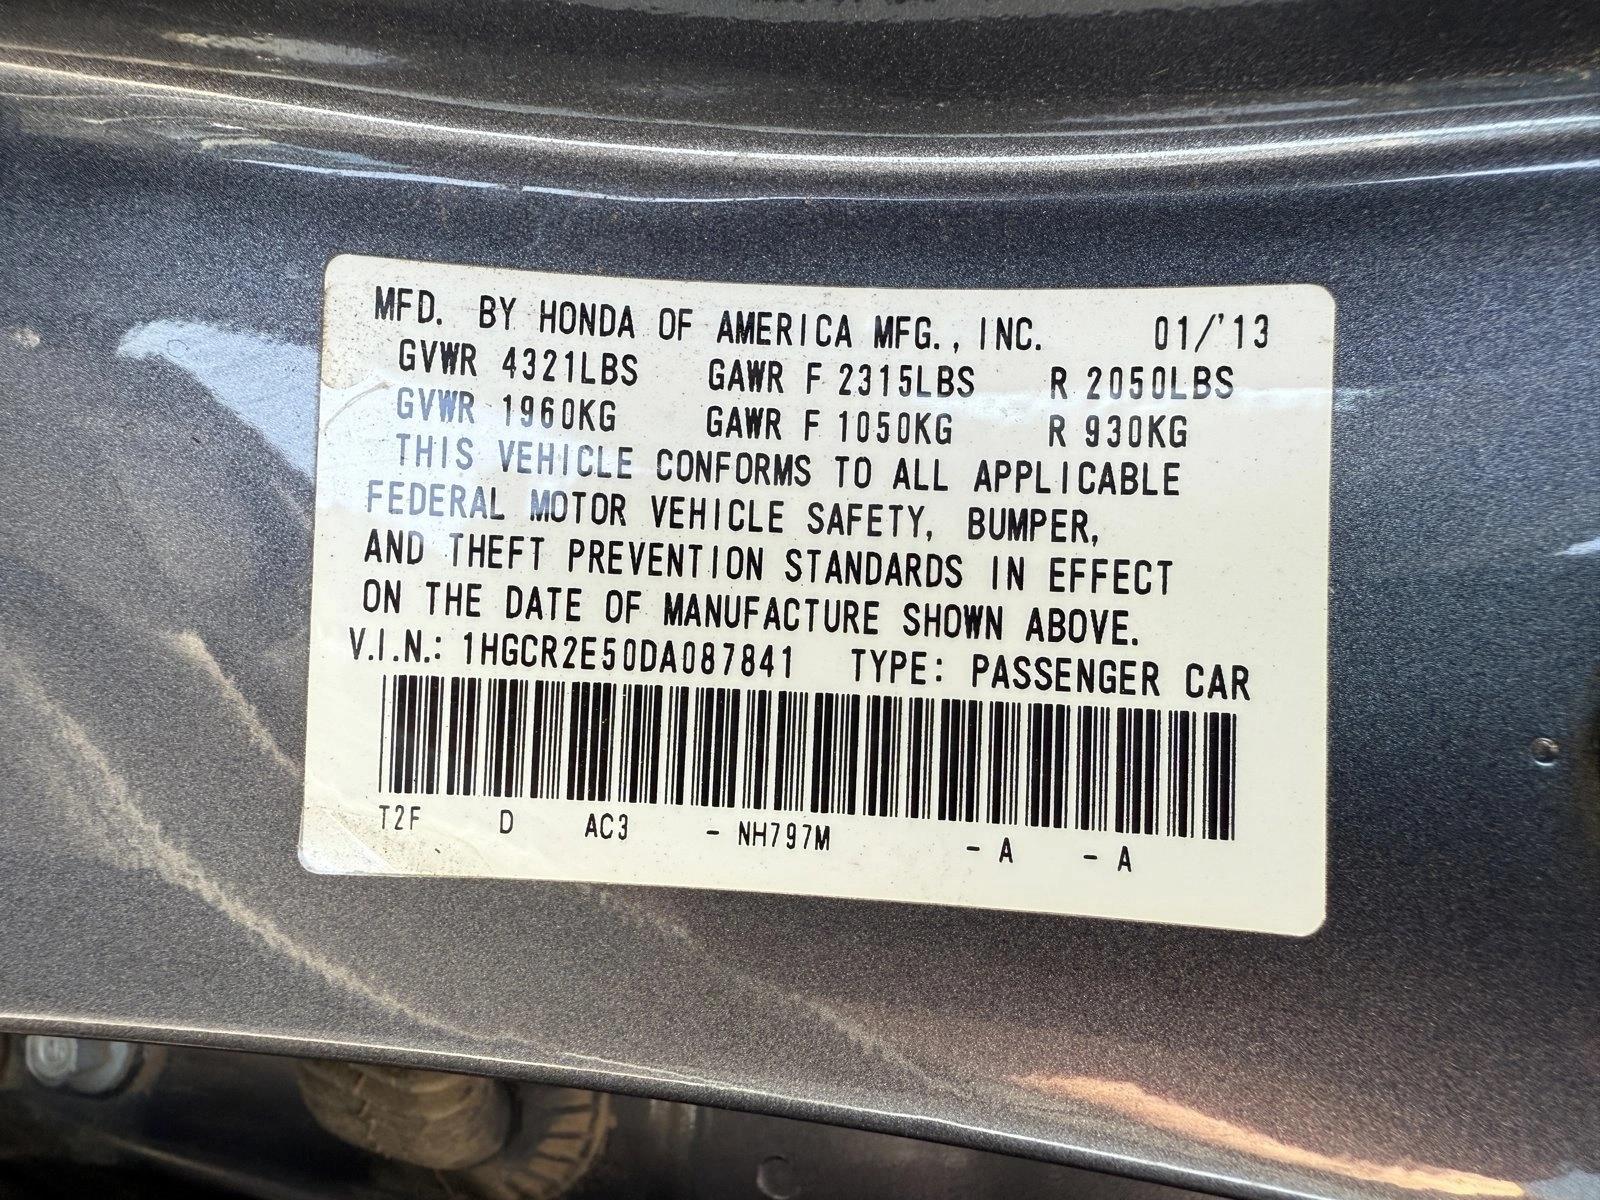 MFD. BY HONDA OF AMERICA MFG., INC. 01/'13
GVWR 4321LBS GAWR F 2315LBS R 2050LBS
GVWR 1960KG GAWR F 1050KG R 930KG
THIS VEHICLE CONFORMS TO ALL APPLICABLE
FEDERAL MOTOR VEHICLE SAFETY, BUMPER,
AND THEFT PREVENTION STANDARDS IN EFFECT
ON THE DATE OF MANUFACTURE SHOWN ABOVE.
V.I.N.: 1HGCR2E50DA087841 TYPE: PASSENGER CAR
T2F D AC3 - NH797M - A - A